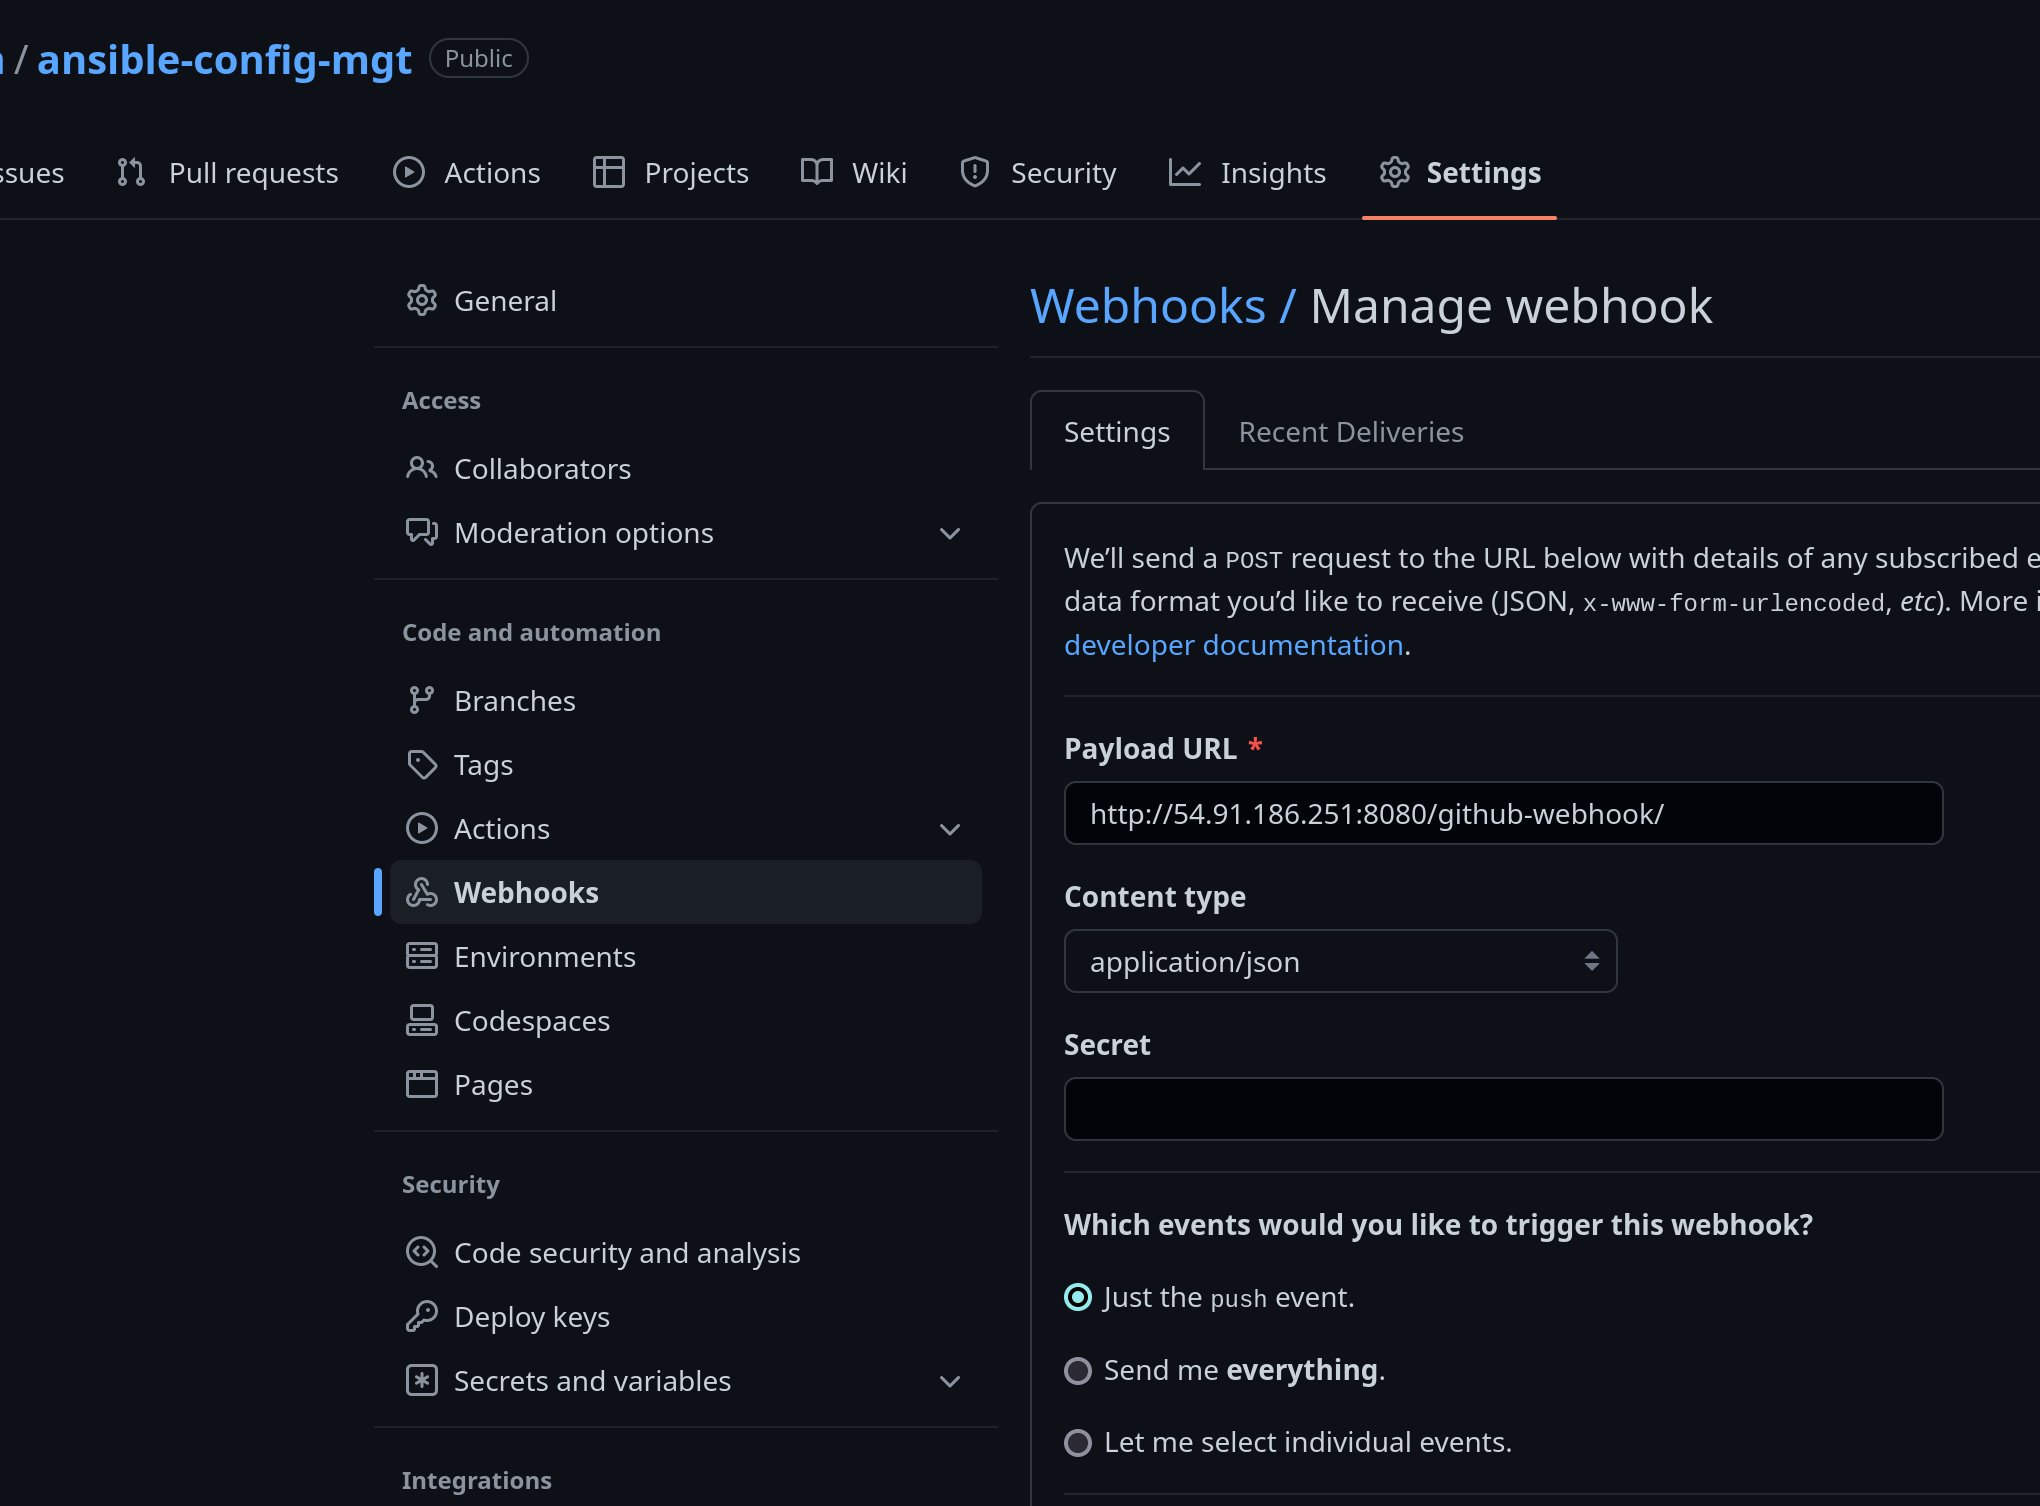 / ansible-config-mgt Public
Pull requests Actions Projects Wiki Security Insights Settings
General
Access
Collaborators
Moderation options
Code and automation
Branches
Tags
Actions
Webhooks
Environments
Codespaces
Pages
Security
Code security and analysis
Deploy keys
Secrets and variables
Integrations
Webhooks / Manage webhook
Settings Recent Deliveries
We’ll send a POST request to the URL below with details of any subscribed
data format you’d like to receive (JSON, x-www-form-urlencoded, etc). More
developer documentation.
Payload URL *
http://54.91.186.251:8080/github-webhook/
Content type
application/json
Secret
Which events would you like to trigger this webhook?
Just the push event.
Send me everything.
Let me select individual events.